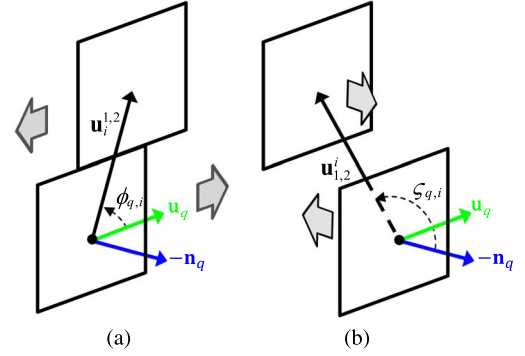 u_i^{1,2}
ϕ_{q,i}
u_q
−n_q
(a)
u_{1,2}^i
ς_{q,i}
u_q
−n_q
(b)